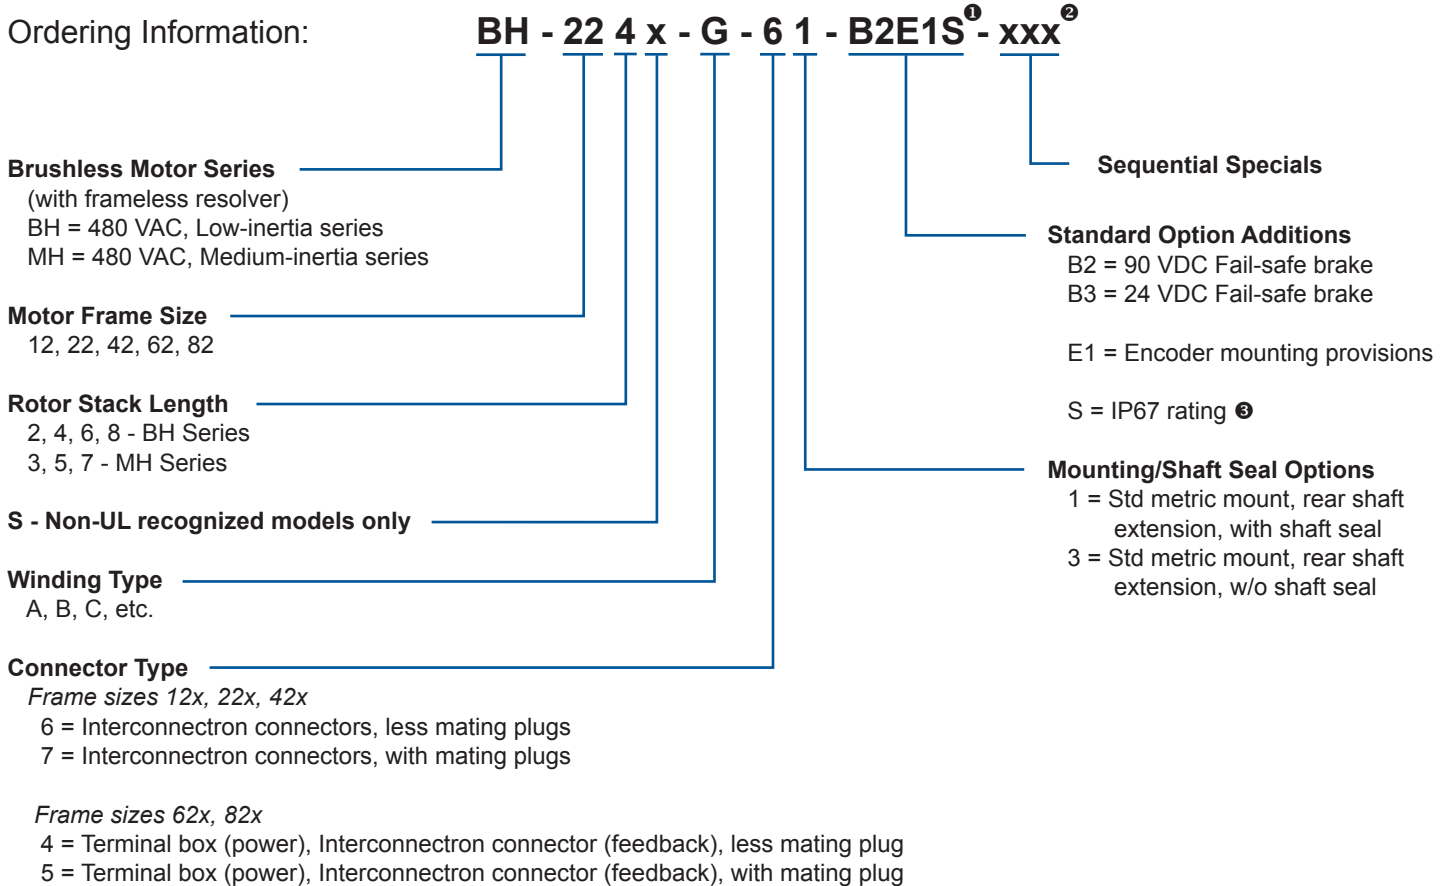 Ordering Information:
BH - 22 4 x - G - 6 1 - B2E1S❶ - xxx❷
Brushless Motor Series
(with frameless resolver)
BH = 480 VAC, Low-inertia series
MH = 480 VAC, Medium-inertia series
Motor Frame Size
12, 22, 42, 62, 82
Rotor Stack Length
2, 4, 6, 8 - BH Series
3, 5, 7 - MH Series
S - Non-UL recognized models only
Winding Type
A, B, C, etc.
Connector Type
Frame sizes 12x, 22x, 42x
6 = Interconnectron connectors, less mating plugs
7 = Interconnectron connectors, with mating plugs
Frame sizes 62x, 82x
4 = Terminal box (power), Interconnectron connector (feedback), less mating plug
5 = Terminal box (power), Interconnectron connector (feedback), with mating plug
Sequential Specials
Standard Option Additions
B2 = 90 VDC Fail-safe brake
B3 = 24 VDC Fail-safe brake
E1 = Encoder mounting provisions
S = IP67 rating ❸
Mounting/Shaft Seal Options
1 = Std metric mount, rear shaft
extension, with shaft seal
3 = Std metric mount, rear shaft
extension, w/o shaft seal